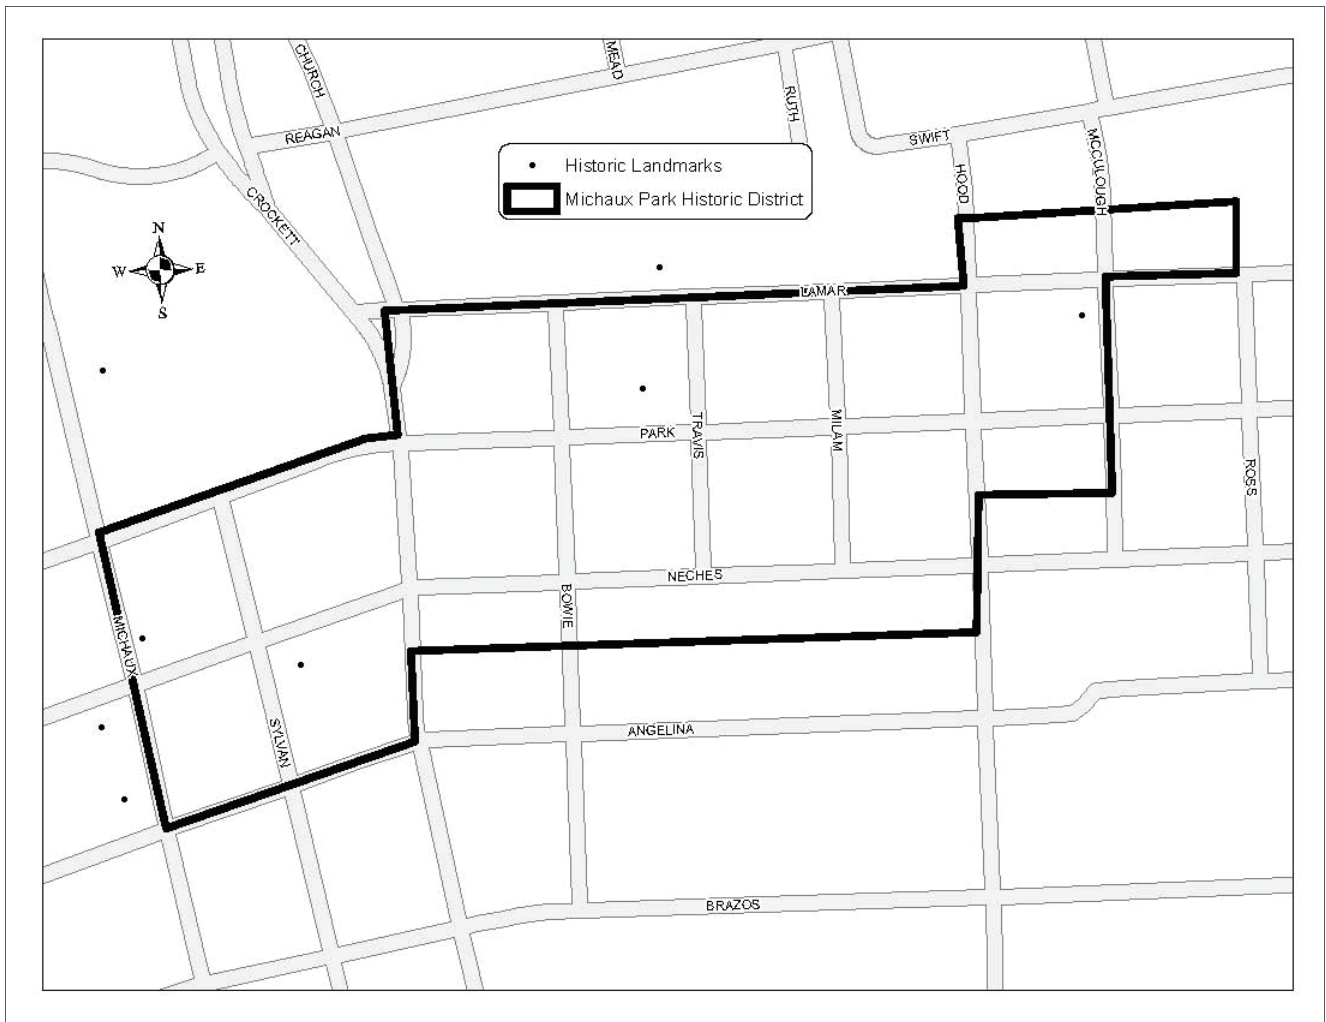 CHURCH
MEAD
RUTH
REAGAN
SWIFT
MCCULOUGH
HOOD
Historic Landmarks
Michaux Park Historic District
CROCKETT
N
W E
S
LAMAR
PARK
TRAVIS
MILAM
ROSS
NECHES
BOWIE
MICHAUX
SYLVAN
ANGELINA
BRAZOS